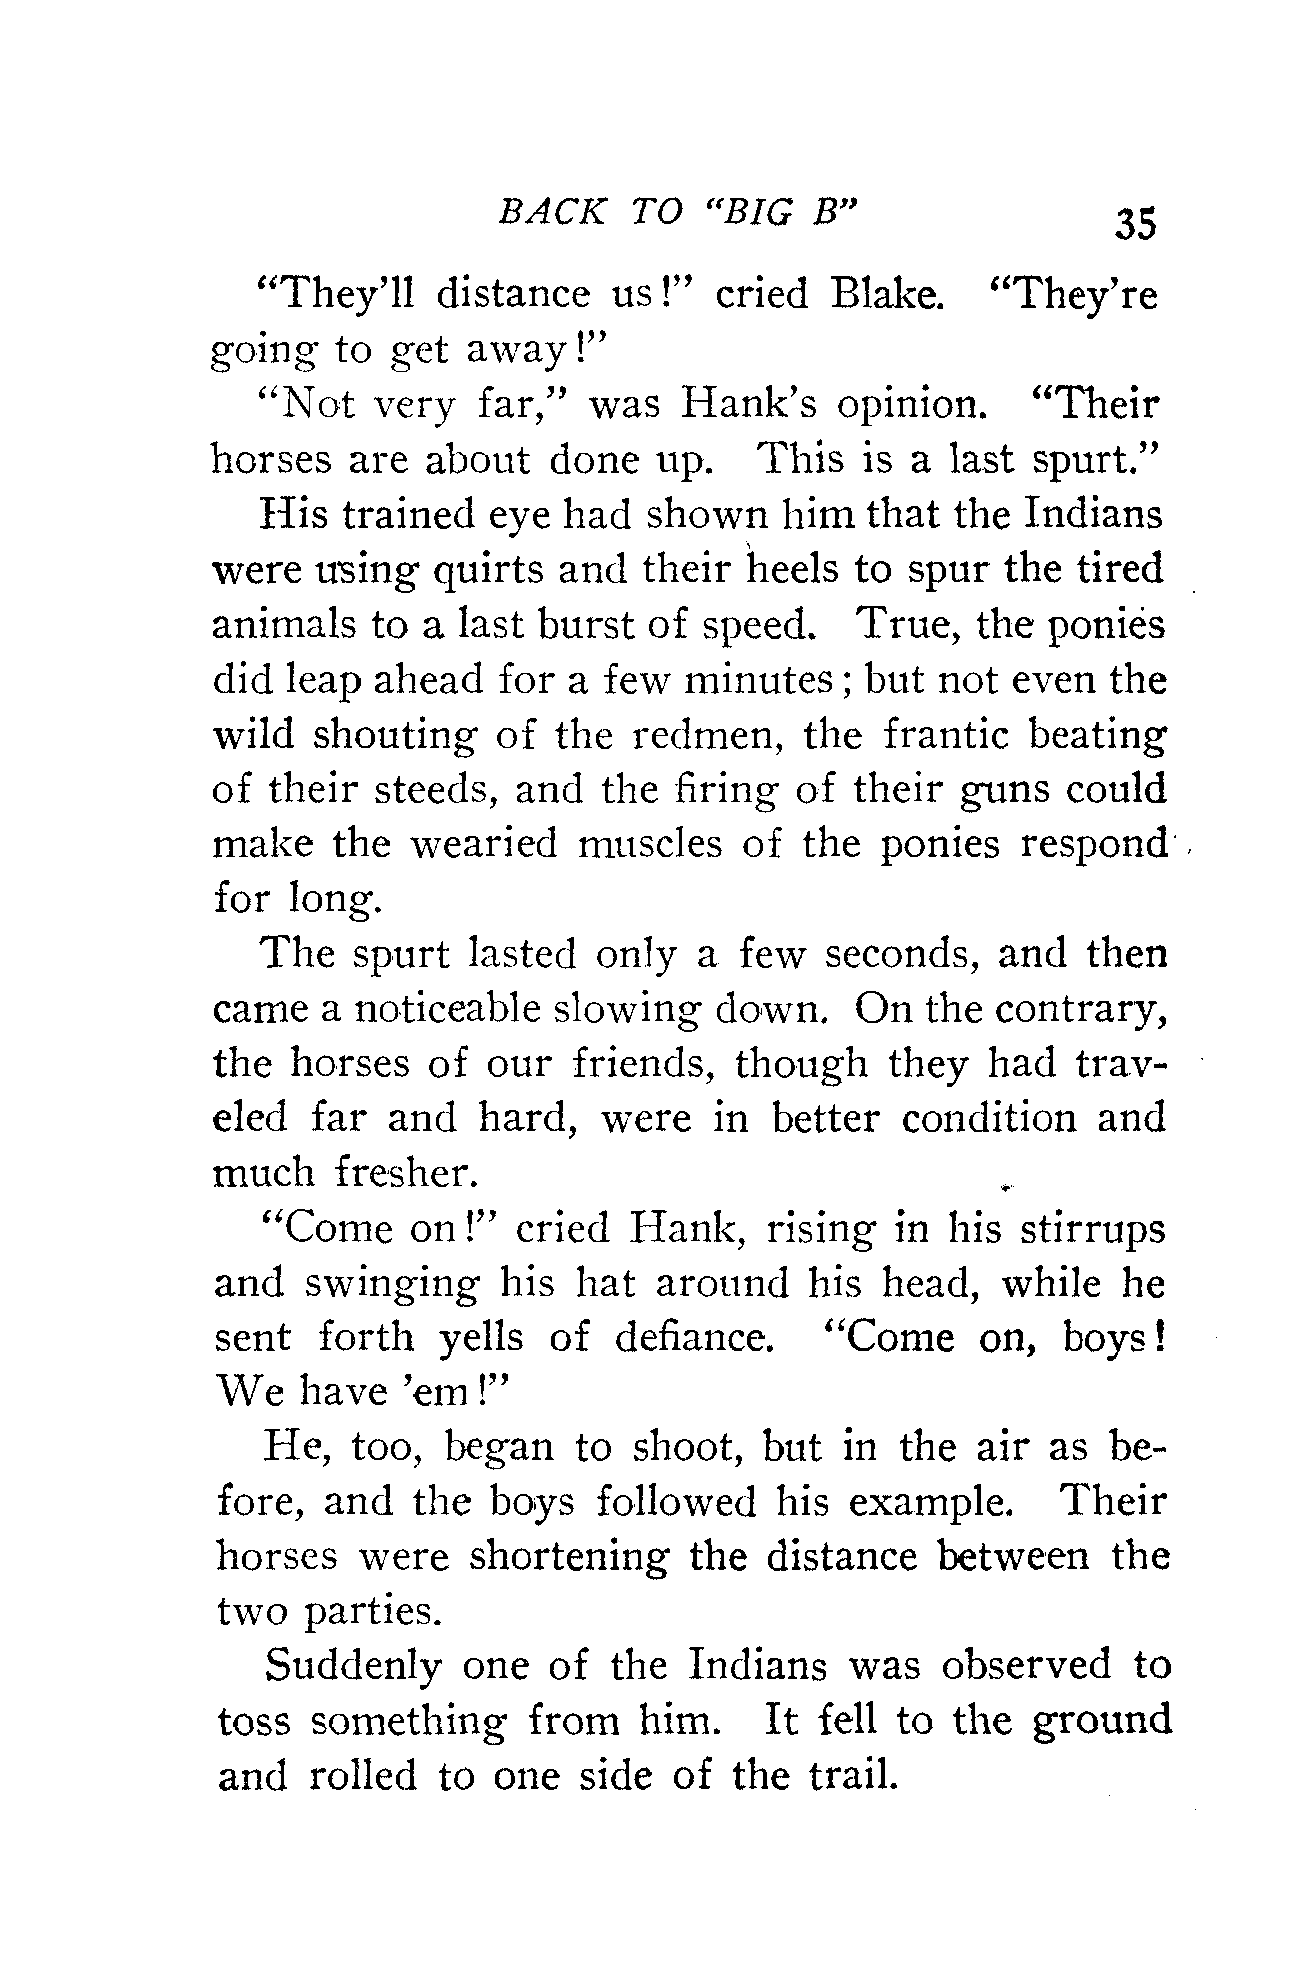 BACK TO "BIG B" 35
"They'll distance us!" cried Blake. "They're
going to get away!"
"Not very far," was Hank's opinion. "Their
horses are about done up. This is a last spurt."
His trained eye had shown him that the Indians
were using quirts and their heels to spur the tired
animals to a last burst of speed. True, the ponies
did leap ahead for a few minutes; but not even the
wild shouting of the redmen, the frantic beating
of their steeds, and the firing of their guns could
make the wearied muscles of the ponies respond
for long.
The spurt lasted only a few seconds, and then
came a noticeable slowing down. On the contrary,
the horses of our friends, though they had trav-
eled far and hard, were in better condition and
much fresher.
"Come on!" cried Hank, rising in his stirrups
and swinging his hat around his head, while he
sent forth yells of defiance. "Come on, boys!
We have 'em!"
He, too, began to shoot, but in the air as be-
fore, and the boys followed his example. Their
horses were shortening the distance between the
two parties.
Suddenly one of the Indians was observed to
toss something from him. It fell to the ground
and rolled to one side of the trail.